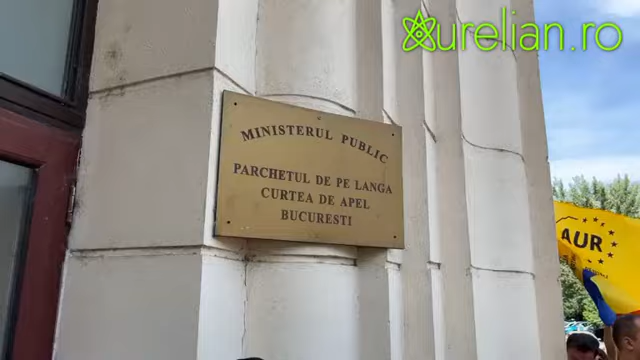 Aurelian.ro
MINISTERUL PUBLIC
PARCHETUL DE PE LANGA
CURTEA DE APEL
BUCURESTI
AUR